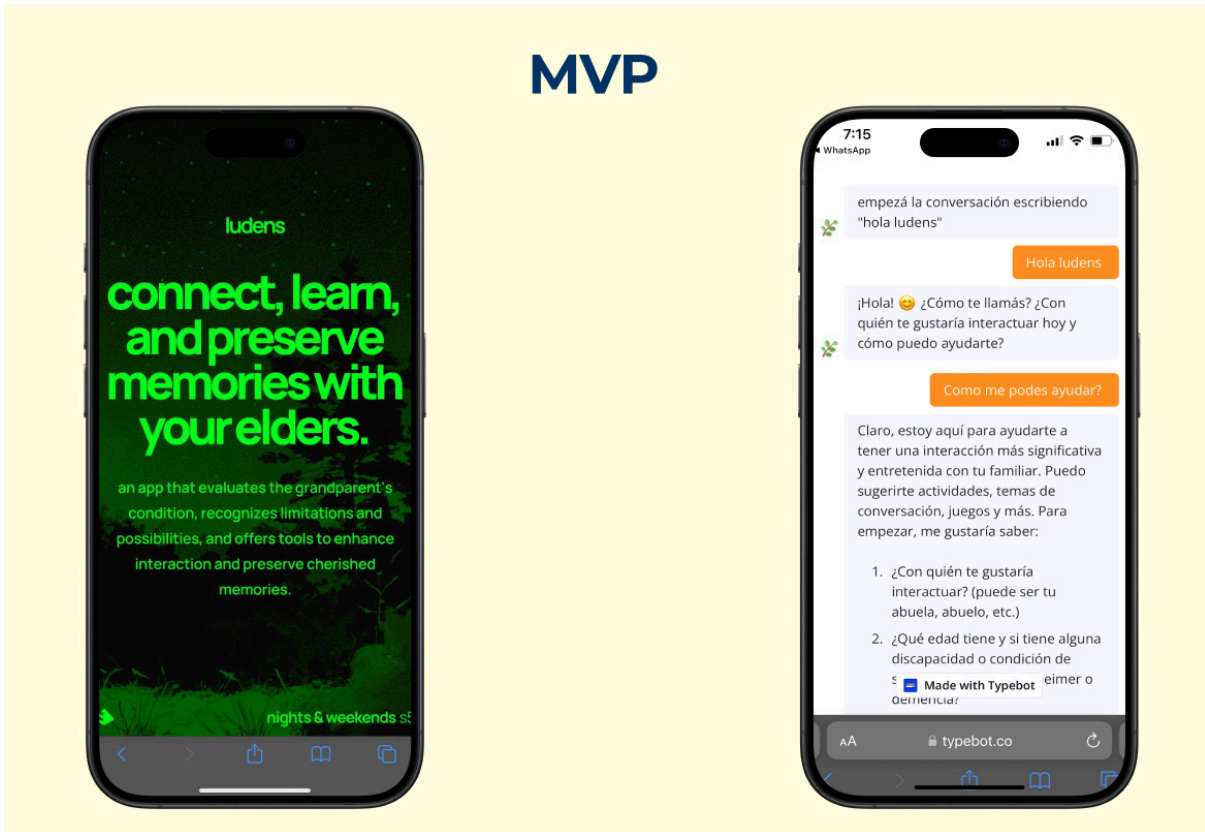 MVP
ludens
connect, learn,
and preserve
memories with
your elders.
an app that evaluates the grandparent's
condition, recognizes limitations and
possibilities, and offers tools to enhance
interaction and preserve cherished
memories.
nights & weekends s5
7:15
WhatsApp
empezá la conversación escribiendo
"hola ludens"
Hola ludens
¡Hola! 😊 ¿Cómo te llamás? ¿Con
quién te gustaría interactuar hoy y
cómo puedo ayudarte?
Como me podes ayudar?
Claro, estoy aquí para ayudarte a
tener una interacción más significativa
y entretenida con tu familiar. Puedo
sugerirte actividades, temas de
conversación, juegos y más. Para
empezar, me gustaría saber:
1. ¿Con quién te gustaría
interactuar? (puede ser tu
abuela, abuelo, etc.)
2. ¿Qué edad tiene y si tiene alguna
discapacidad o condición de
s eimer o
Made with Typebot
demencia?
AA
typebot.co